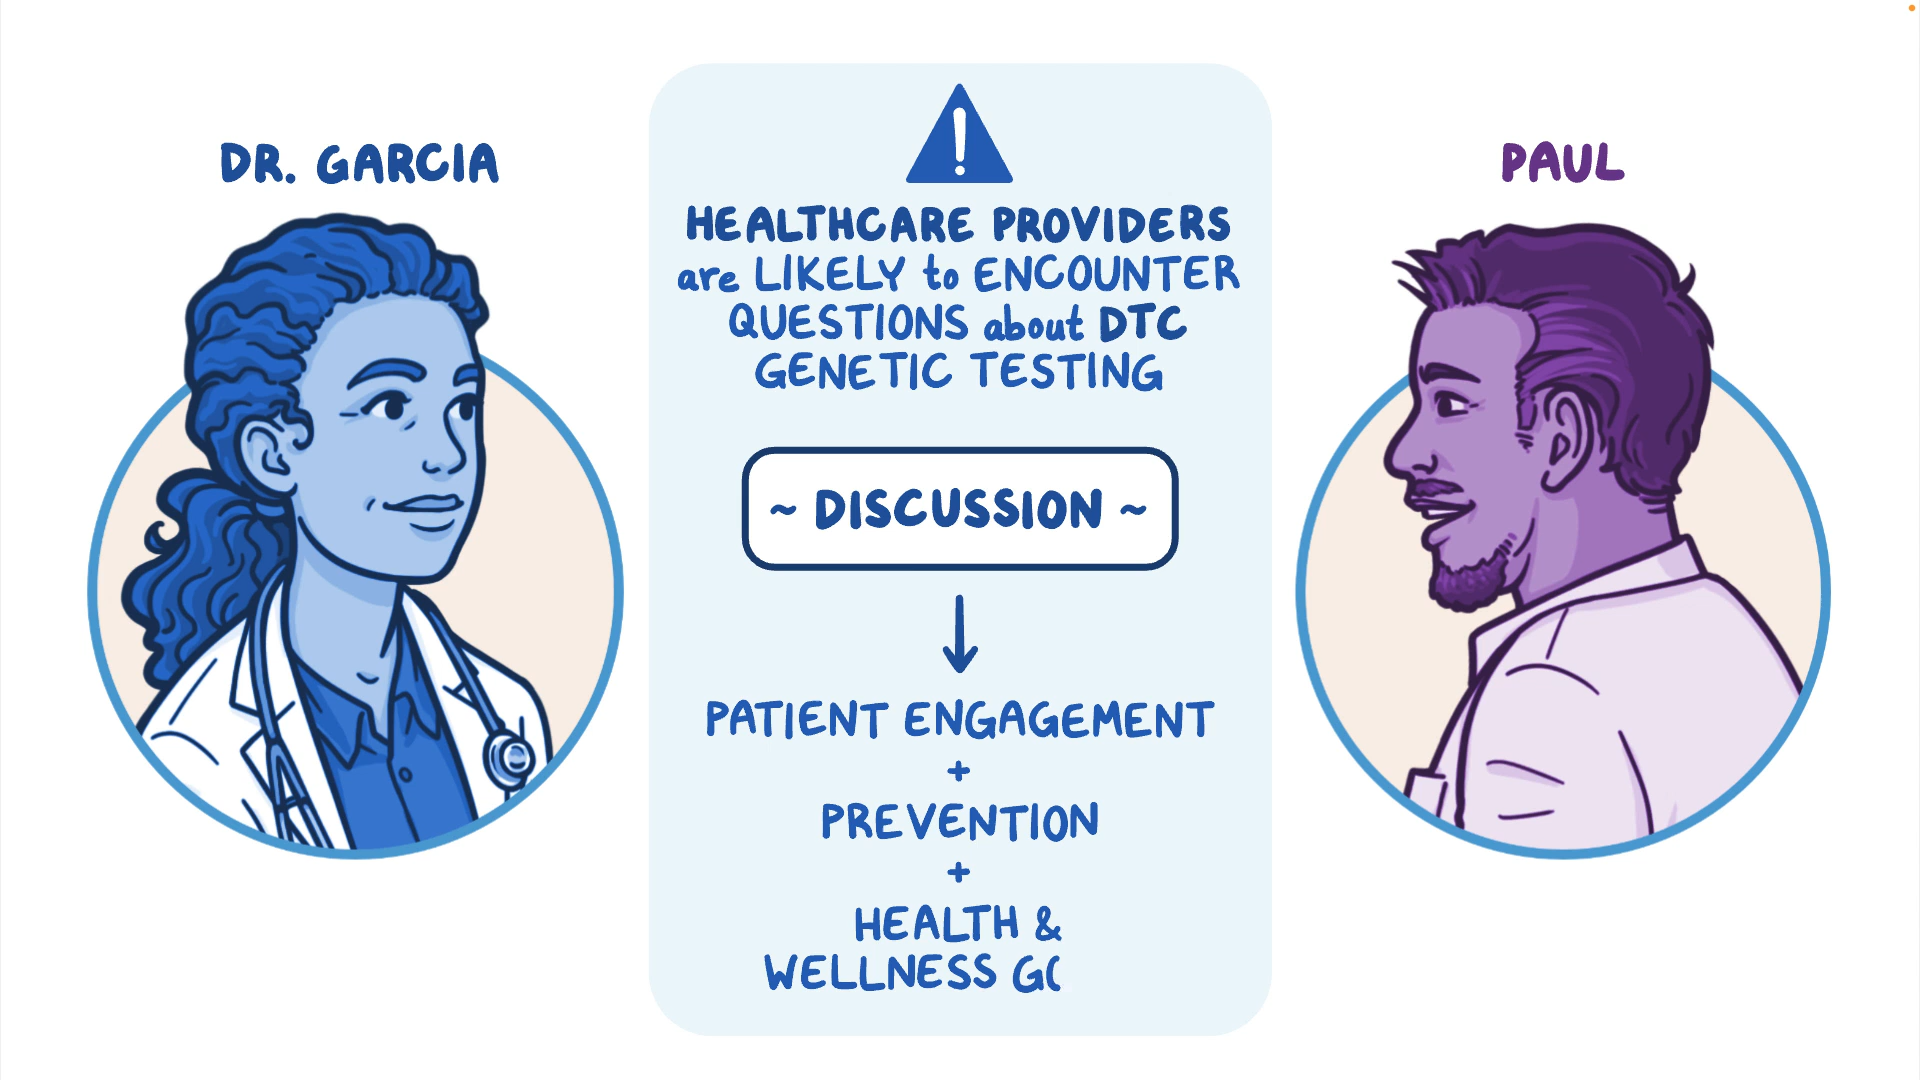 DR. GARCIA
PAUL
HEALTHCARE PROVIDERS
are LIKELY to ENCOUNTER
QUESTIONS about DTC
GENETIC TESTING
~ DISCUSSION ~
PATIENT ENGAGEMENT
+
PREVENTION
+
HEALTH &
WELLNESS